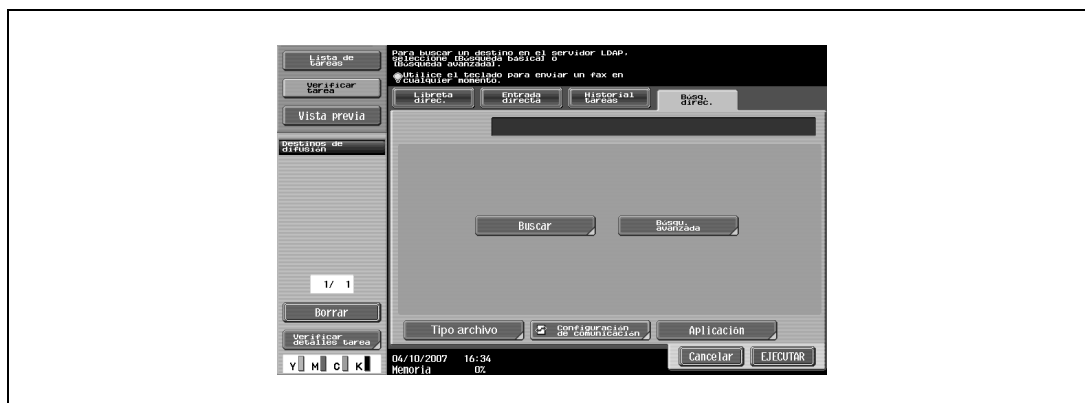 Lista de
tareas
Verificar
tarea
Vista previa
Destinos de
difusión
1/ 1
Borrar
Verificar
detalles tarea
Y M C K
Para buscar un destino en el servidor LDAP,
seleccione [Búsqueda básica] o
[Búsqueda avanzada].
Utilice el teclado para enviar un fax en
cualquier momento.
Libreta
direc.
Entrada
directa
Historial
tareas
Búsq.
direc.
Buscar
Búsqu.
avanzada
Tipo archivo
Configuración
de comunicación
Aplicación
04/10/2007 16:34
Memoria 0%
Cancelar
EJECUTAR